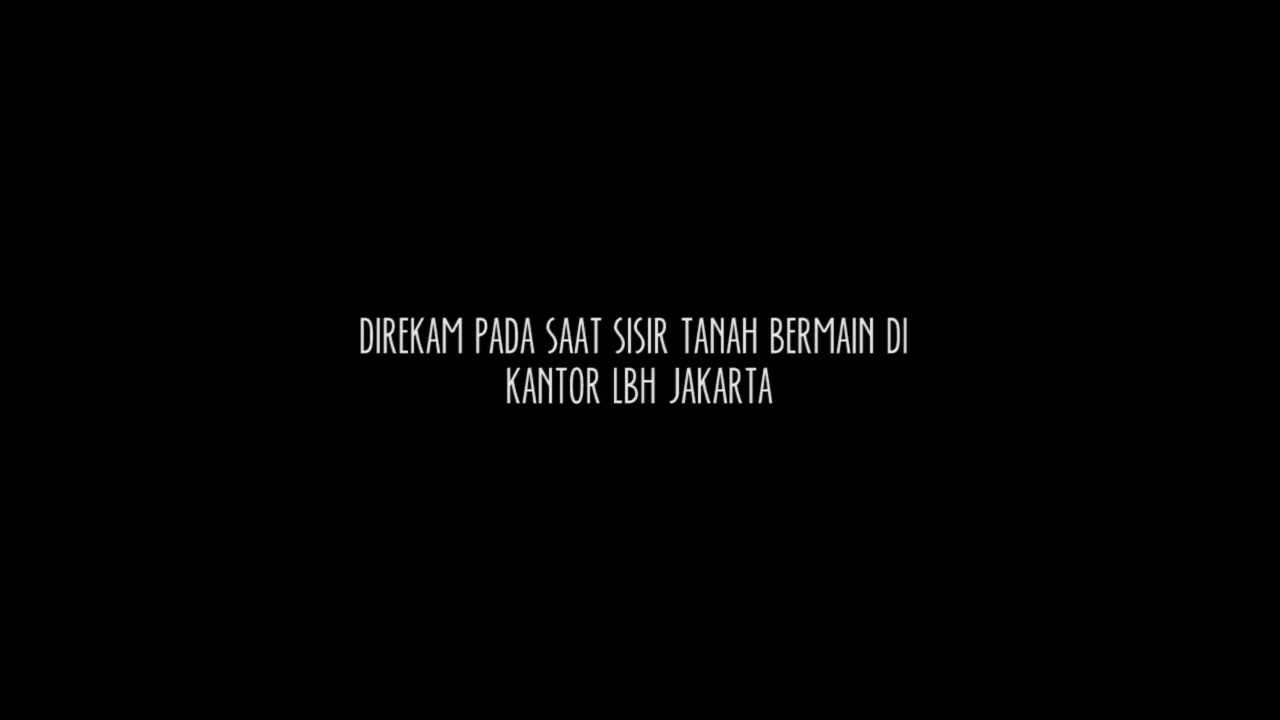 DIREKAM PADA SAAT SISIR TANAH BERMAIN DI
KANTOR LBH JAKARTA